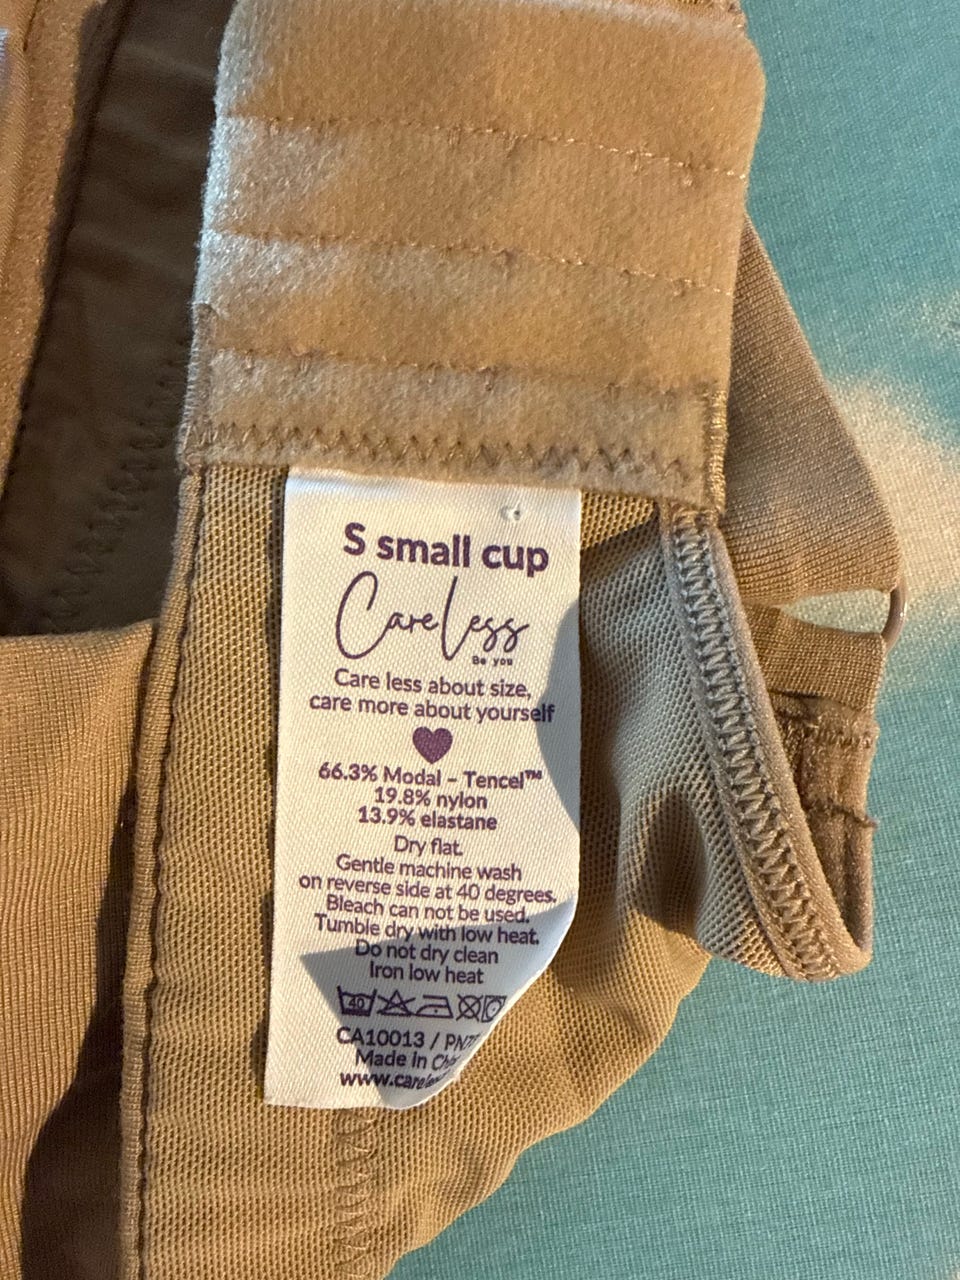 S small cup
CareLess
Be you
Care less about size,
care more about yourself
66.3% Modal - Tencel™
19.8% nylon
13.9% elastane
Dry flat.
Gentle machine wash
on reverse side at 40 degrees.
Bleach can not be used.
Tumble dry with low heat.
Do not dry clean
Iron low heat
40
CA10013 /
Made in